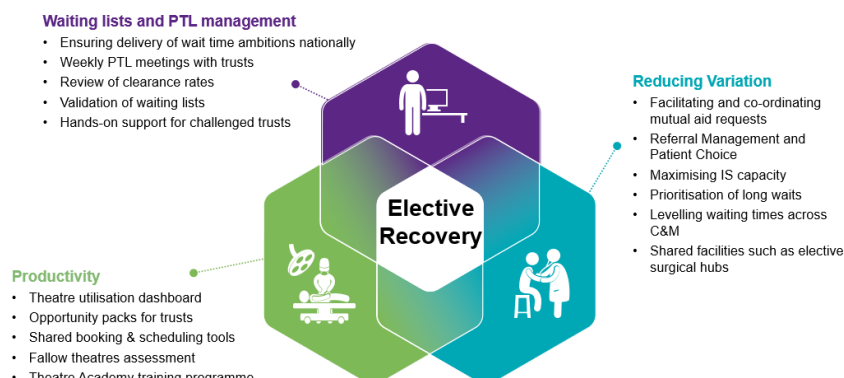 Waiting lists and PTL management
• Ensuring delivery of wait time ambitions nationally
• Weekly PTL meetings with trusts
• Review of clearance rates
• Validation of waiting lists
• Hands-on support for challenged trusts
Reducing Variation
• Facilitating and co-ordinating
mutual aid requests
• Referral Management and
Patient Choice
• Maximising IS capacity
• Prioritisation of long waits
• Levelling waiting times across
C&M
• Shared facilities such as elective
surgical hubs
Elective
Recovery
Productivity
• Theatre utilisation dashboard
• Opportunity packs for trusts
• Shared booking & scheduling tools
• Fallow theatres assessment
• Theatre Academy training programme